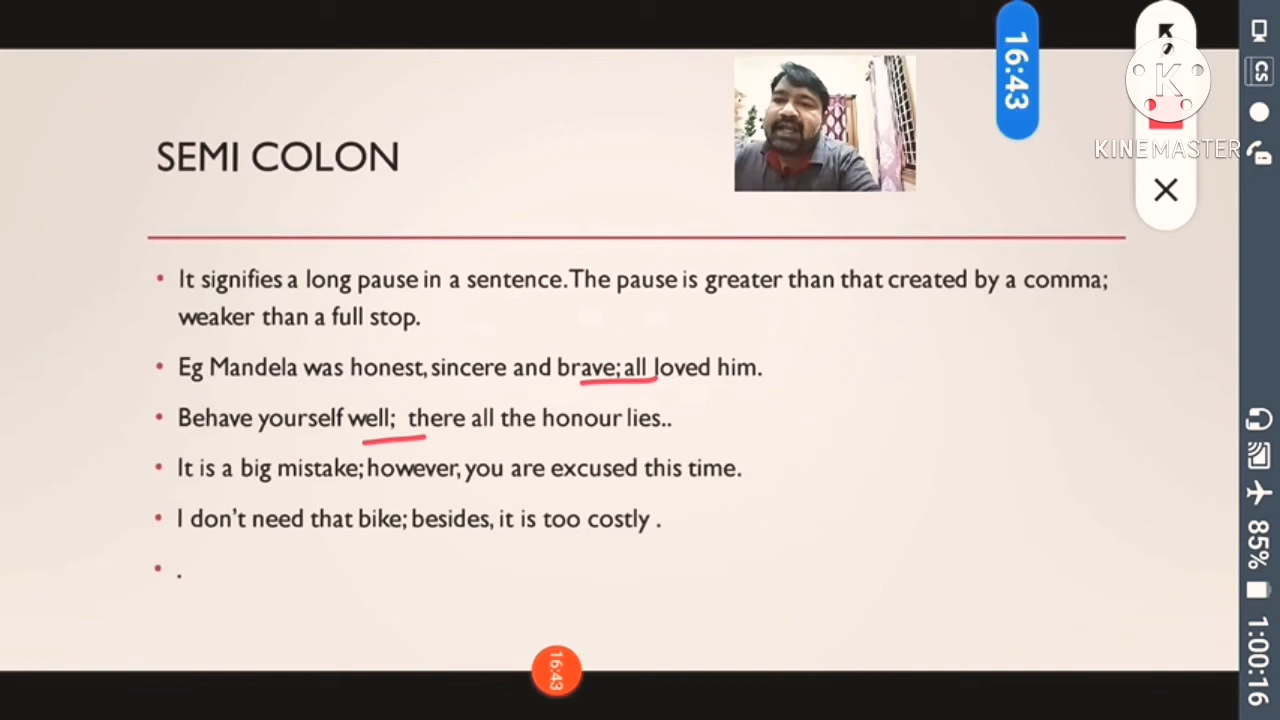 16:43
KINEMASTER
SEMI COLON
• It signifies a long pause in a sentence. The pause is greater than that created by a comma;
weaker than a full stop.
• Eg Mandela was honest, sincere and brave; all loved him.
• Behave yourself well; there all the honour lies..
• It is a big mistake; however, you are excused this time.
• I don't need that bike; besides, it is too costly .
• .
16:43
CS
85%
1:00:16